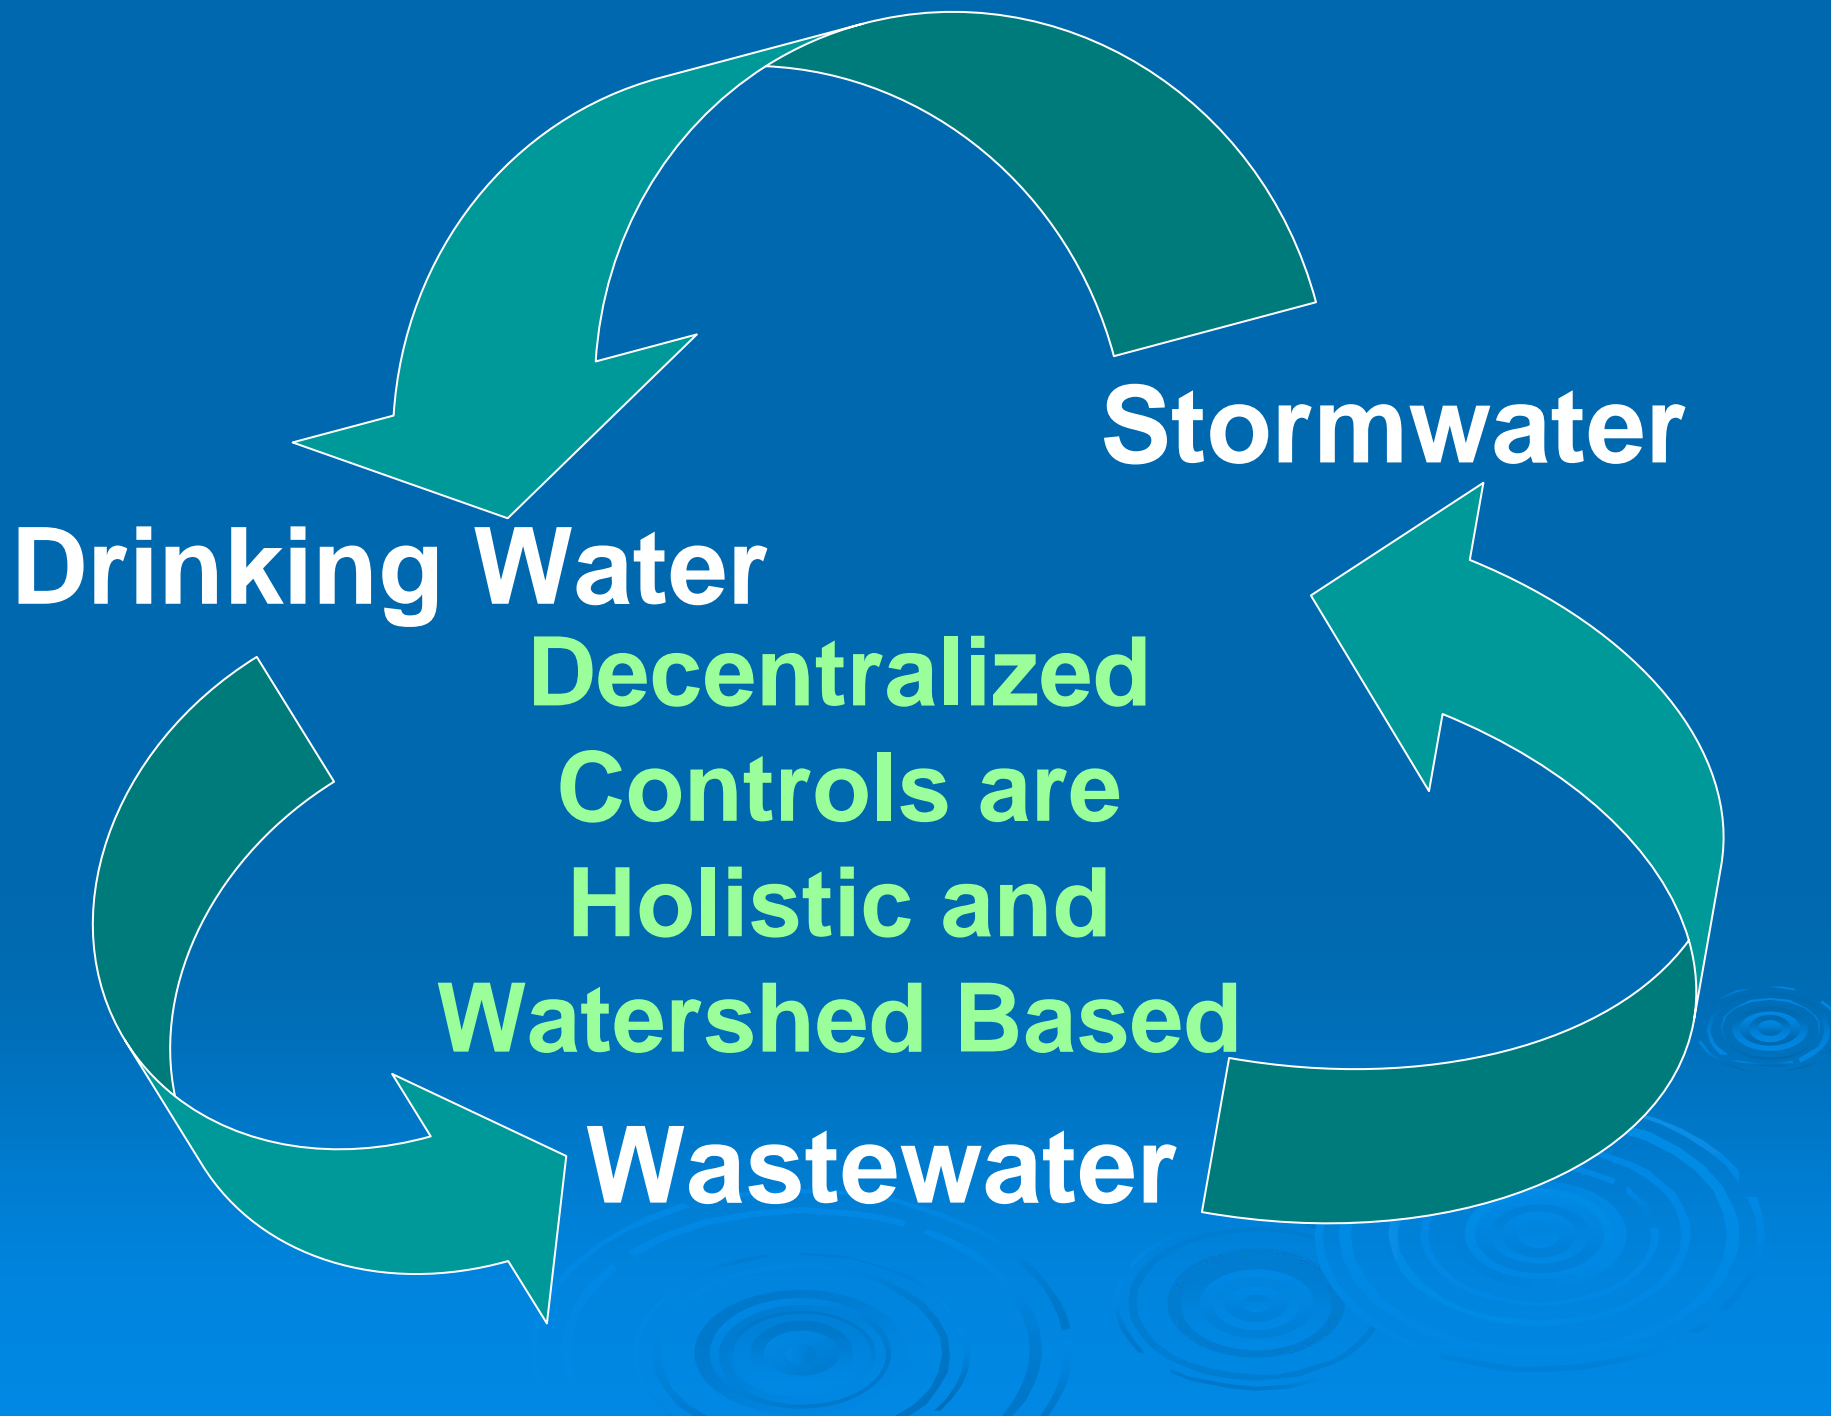 Stormwater
Drinking Water
Decentralized
Controls are
Holistic and
Watershed Based
Wastewater